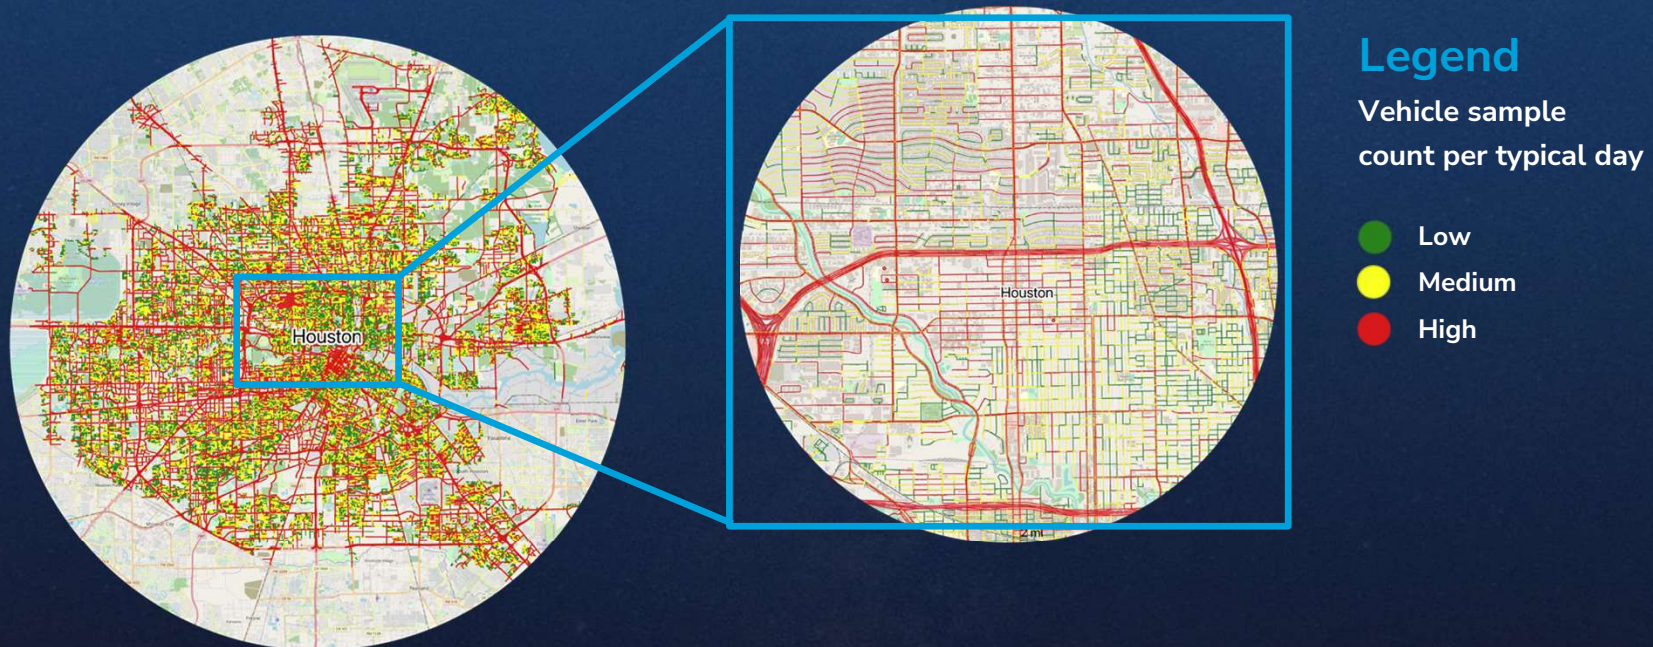 Houston
Houston
2 mi
Legend
Vehicle sample
count per typical day
Low
Medium
High